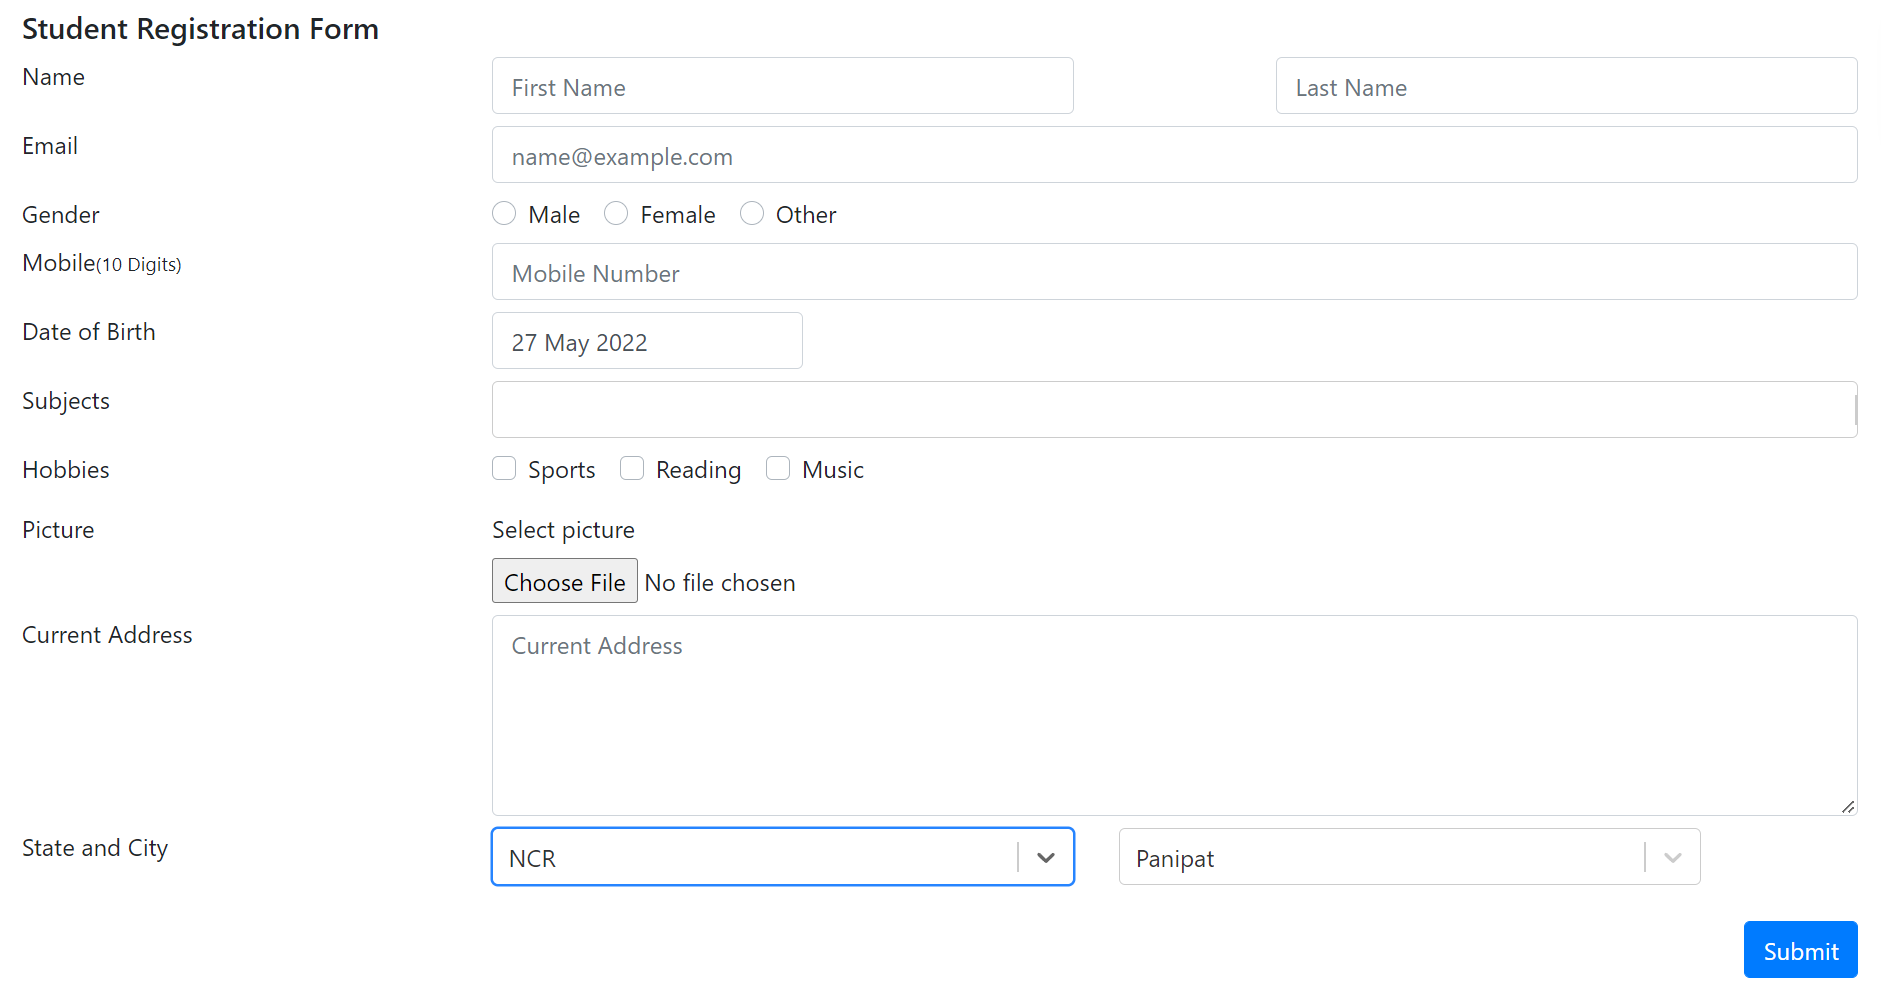 Student Registration Form
Name First Name Last Name
Email name@example.com
Gender Male Female Other
Mobile(10 Digits) Mobile Number
Date of Birth 27 May 2022
Subjects
Hobbies Sports Reading Music
Picture Select picture
Choose File No file chosen
Current Address Current Address
State and City NCR Panipat
Submit